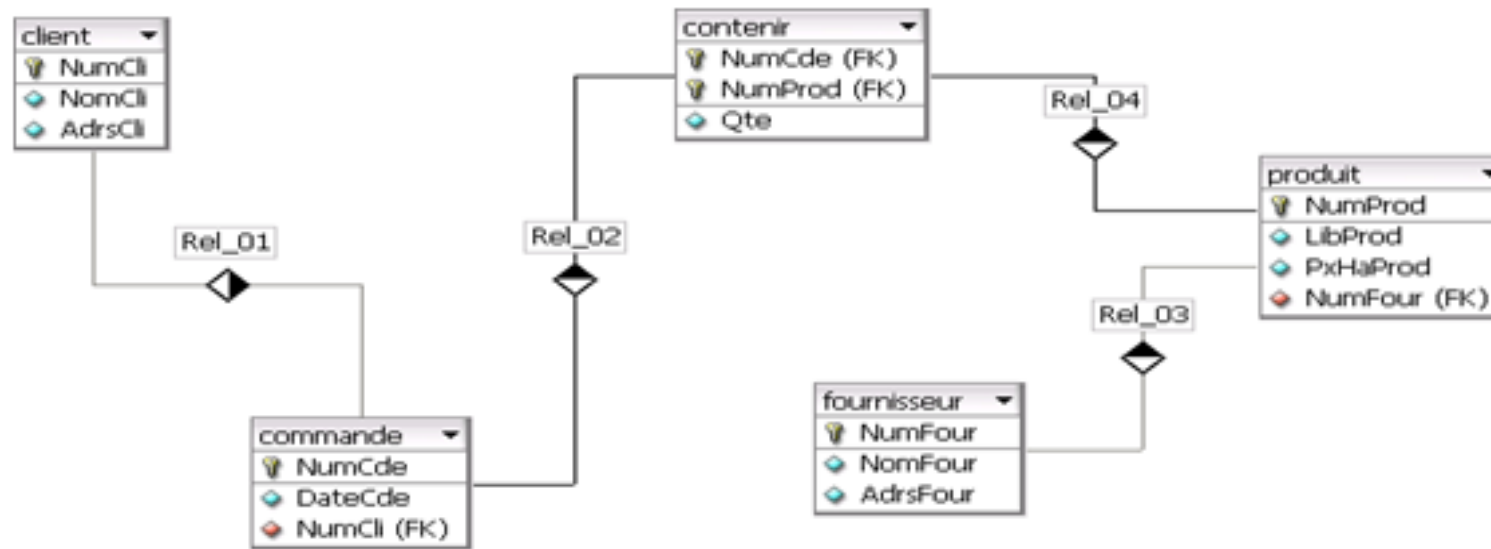 client
NumCli
NomCli
AdrsCli
Rel_01
commande
NumCde
DateCde
NumCli (FK)
Rel_02
contenir
NumCde (FK)
NumProd (FK)
Qte
Rel_04
produit
NumProd
LibProd
PxHaProd
NumFour (FK)
Rel_03
fournisseur
NumFour
NomFour
AdrsFour